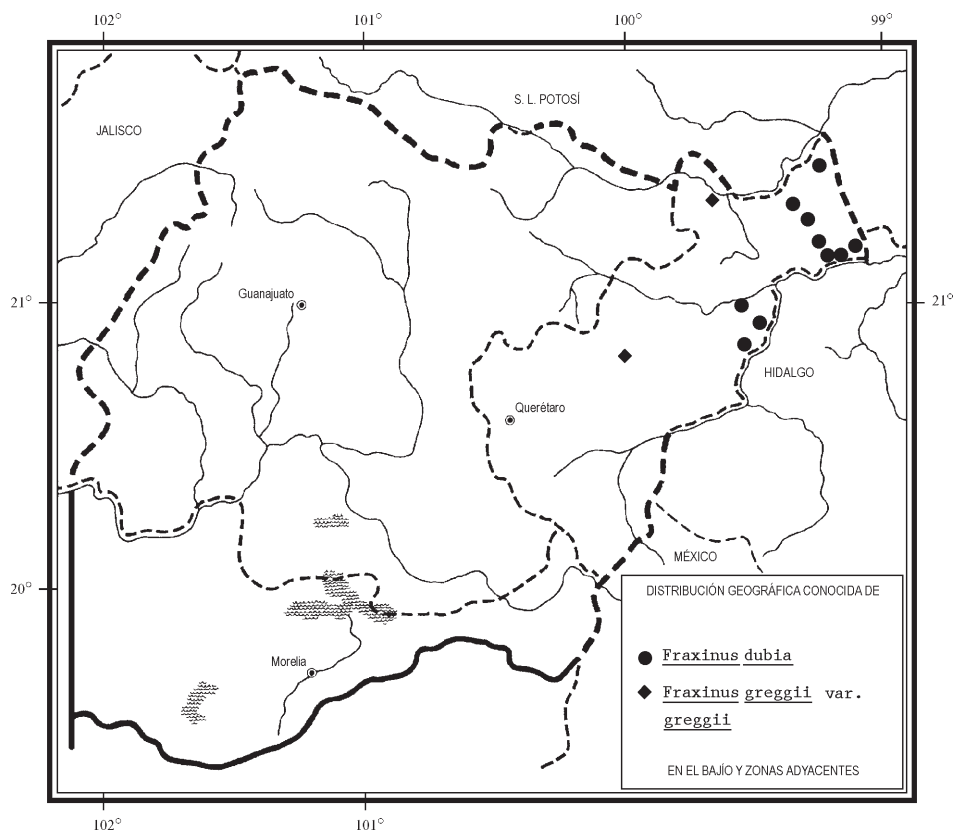 102° 101° 100° 99°
S. L. POTOSÍ
JALISCO
Guanajuato
21° 21°
HIDALGO
Querétaro
MÉXICO
20°
DISTRIBUCIÓN GEOGRÁFICA CONOCIDA DE
Fraxinus dubia
Morelia
Fraxinus greggii var.
greggii
EN EL BAJÍO Y ZONAS ADYACENTES
102° 101°